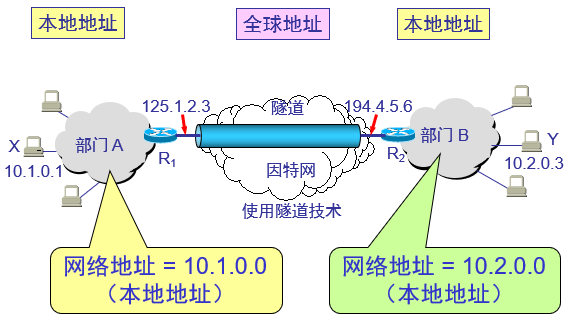 本地地址
全球地址
本地地址
125.1.2.3
隧道
194.4.5.6
X
部门 A
部门 B
Y
10.1.0.1
R1
R2
10.2.0.3
因特网
使用隧道技术
网络地址 = 10.1.0.0
（本地地址）
网络地址 = 10.2.0.0
（本地地址）